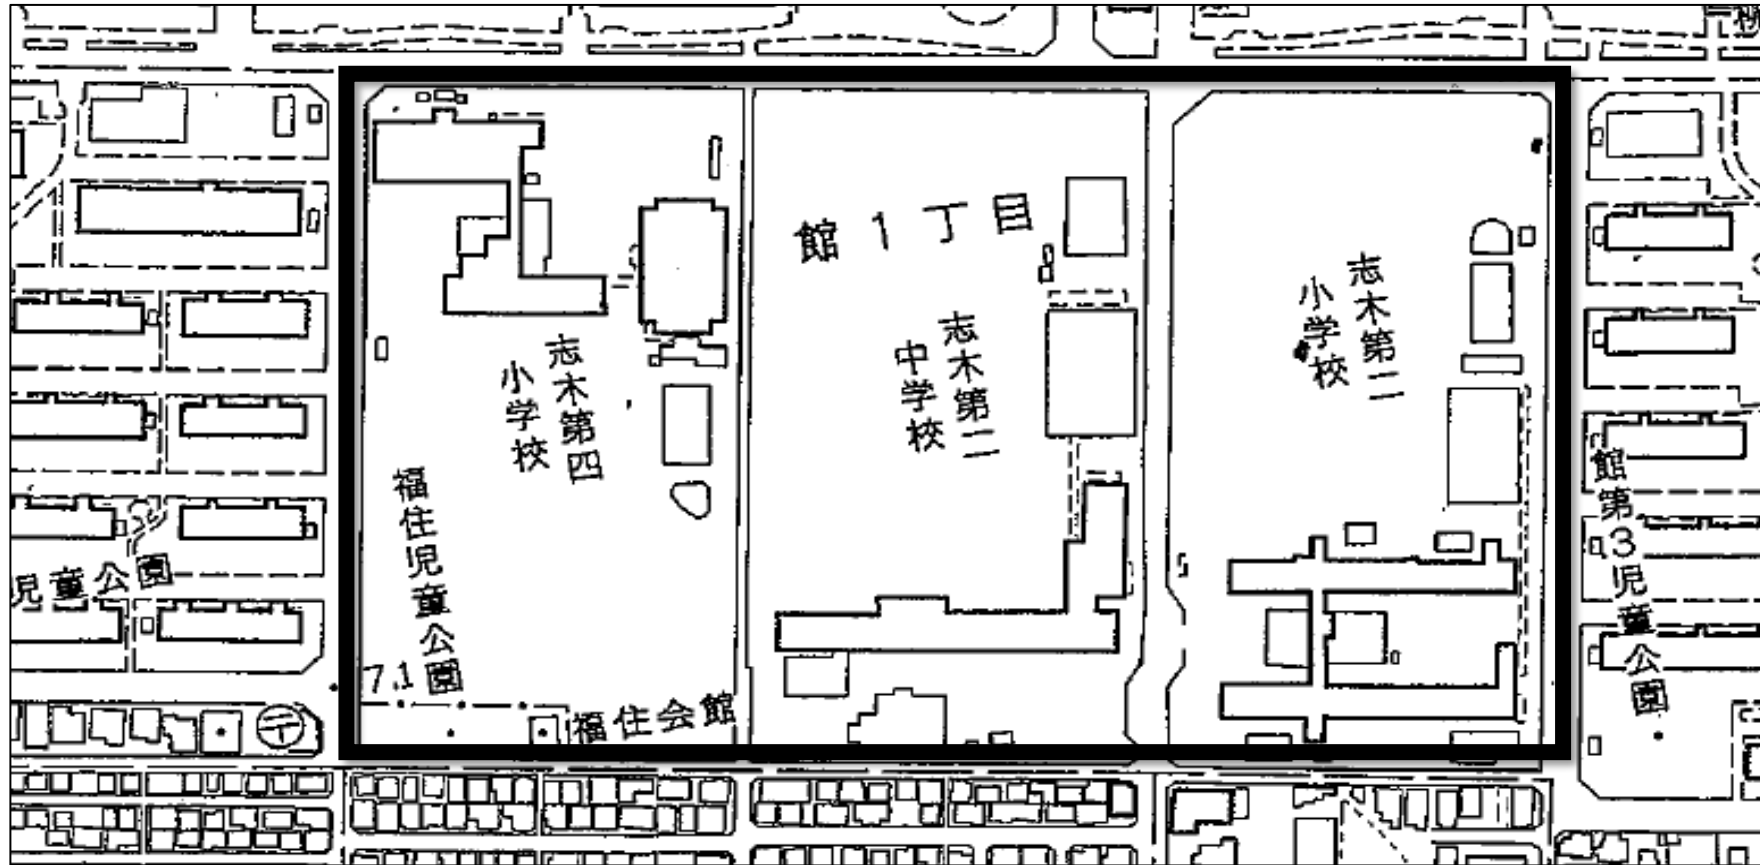 館1丁目
志木第四
小学校
志木第二
中学校
志木第二
小学校
福住児童公園
7.1
福住会館
児童公園
館第3児童公園
〒